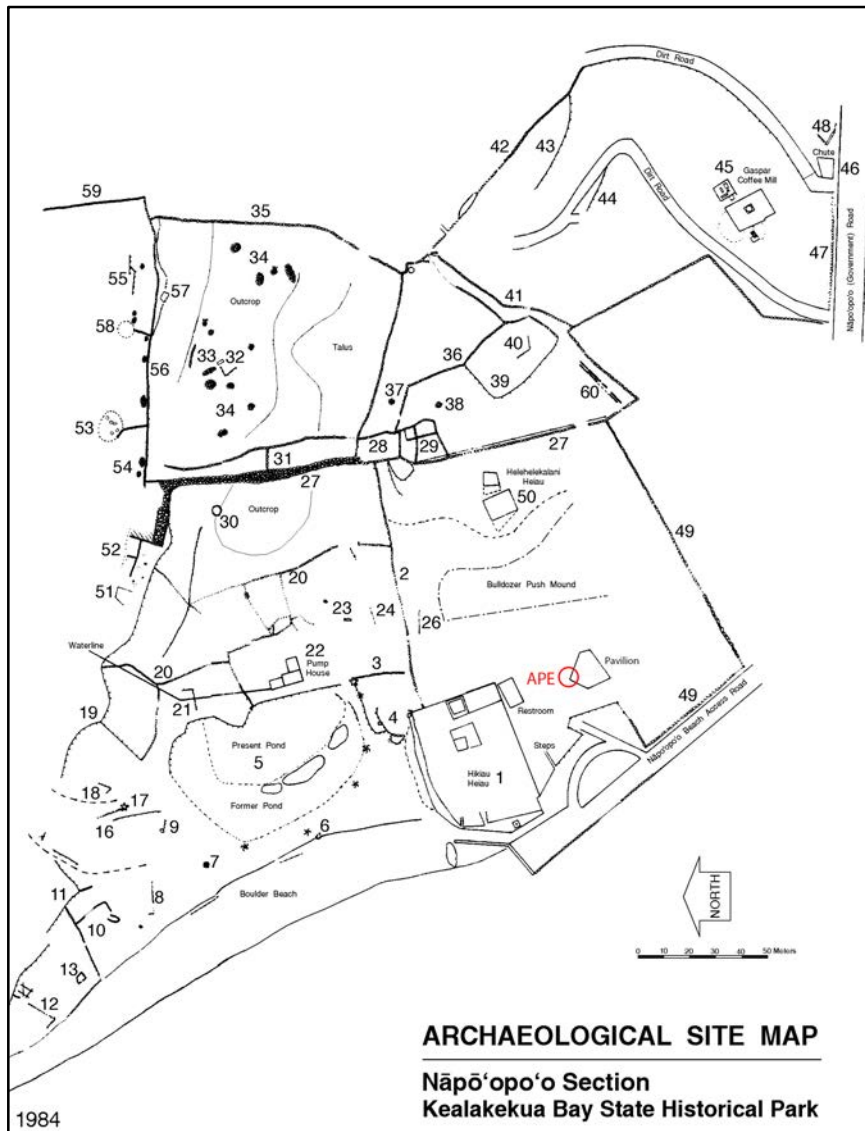 Dirt Road
48
Chute
46
42
43
45
Gaspar
Coffee Mill
44
Dirt Road
47
Nāpo'opo'o (Government) Road
59
35
55
34
57
Outcrop
58
41
56
33
32
Talus
36
40
39
34
37
38
60
53
54
31
28
29
27
27
Helehelekalani
Heiau
50
30
Outcrop
49
52
51
2
20
Bulldozer Push Mound
23
24
26
22
Pump
House
Waterline
20
3
APE
Pavilion
21
19
4
Restroom
49
Nāpo'opo'o Beach Access Road
Present Pond
5
Steps
Hikiau
Heiau
1
18
17
Former Pond
16
9
6
7
11
8
Boulder Beach
10
13
12
NORTH
0 10 20 30 40 50 Meters
ARCHAEOLOGICAL SITE MAP
Nāpō‘opo‘o Section
Kealakekua Bay State Historical Park
1984